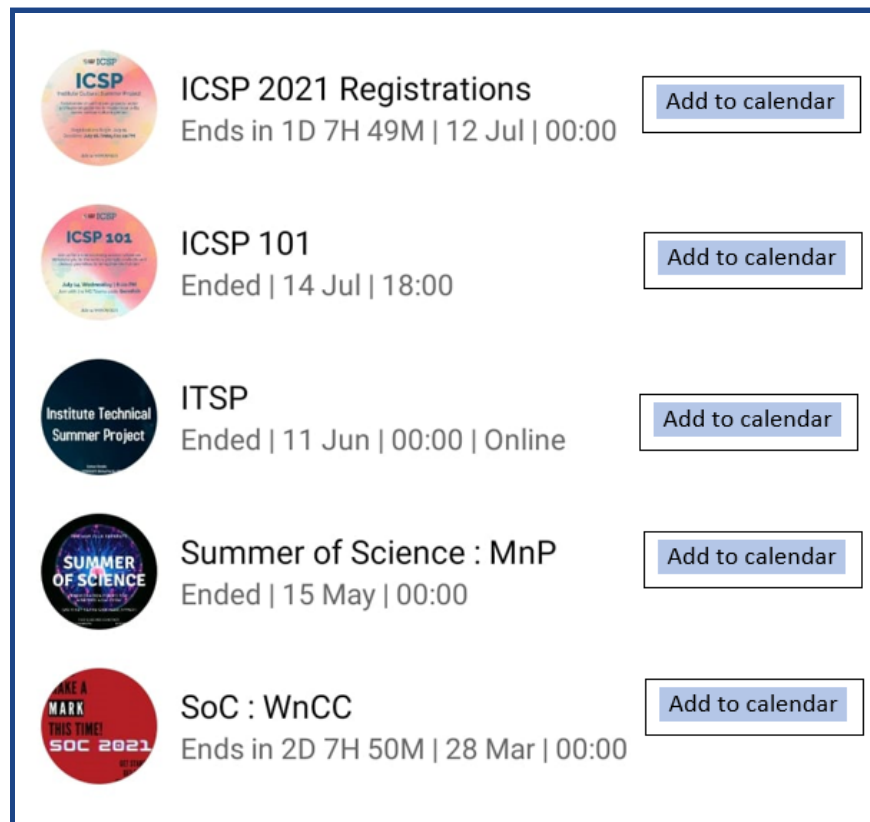 ICSP
ICSP
ICSP 2021 Registrations
Add to calendar
Ends in 1D 7H 49M | 12 Jul | 00:00
ICSP
ICSP 101
ICSP 101
Add to calendar
Ended | 14 Jul | 18:00
Institute Technical
Summer Project
ITSP
Add to calendar
Ended | 11 Jun | 00:00 | Online
SUMMER
OF SCIENCE
Summer of Science : MnP
Add to calendar
Ended | 15 May | 00:00
MAKE A
MARK
THIS TIME!
SOC 2021
SoC : WnCC
Add to calendar
Ends in 2D 7H 50M | 28 Mar | 00:00